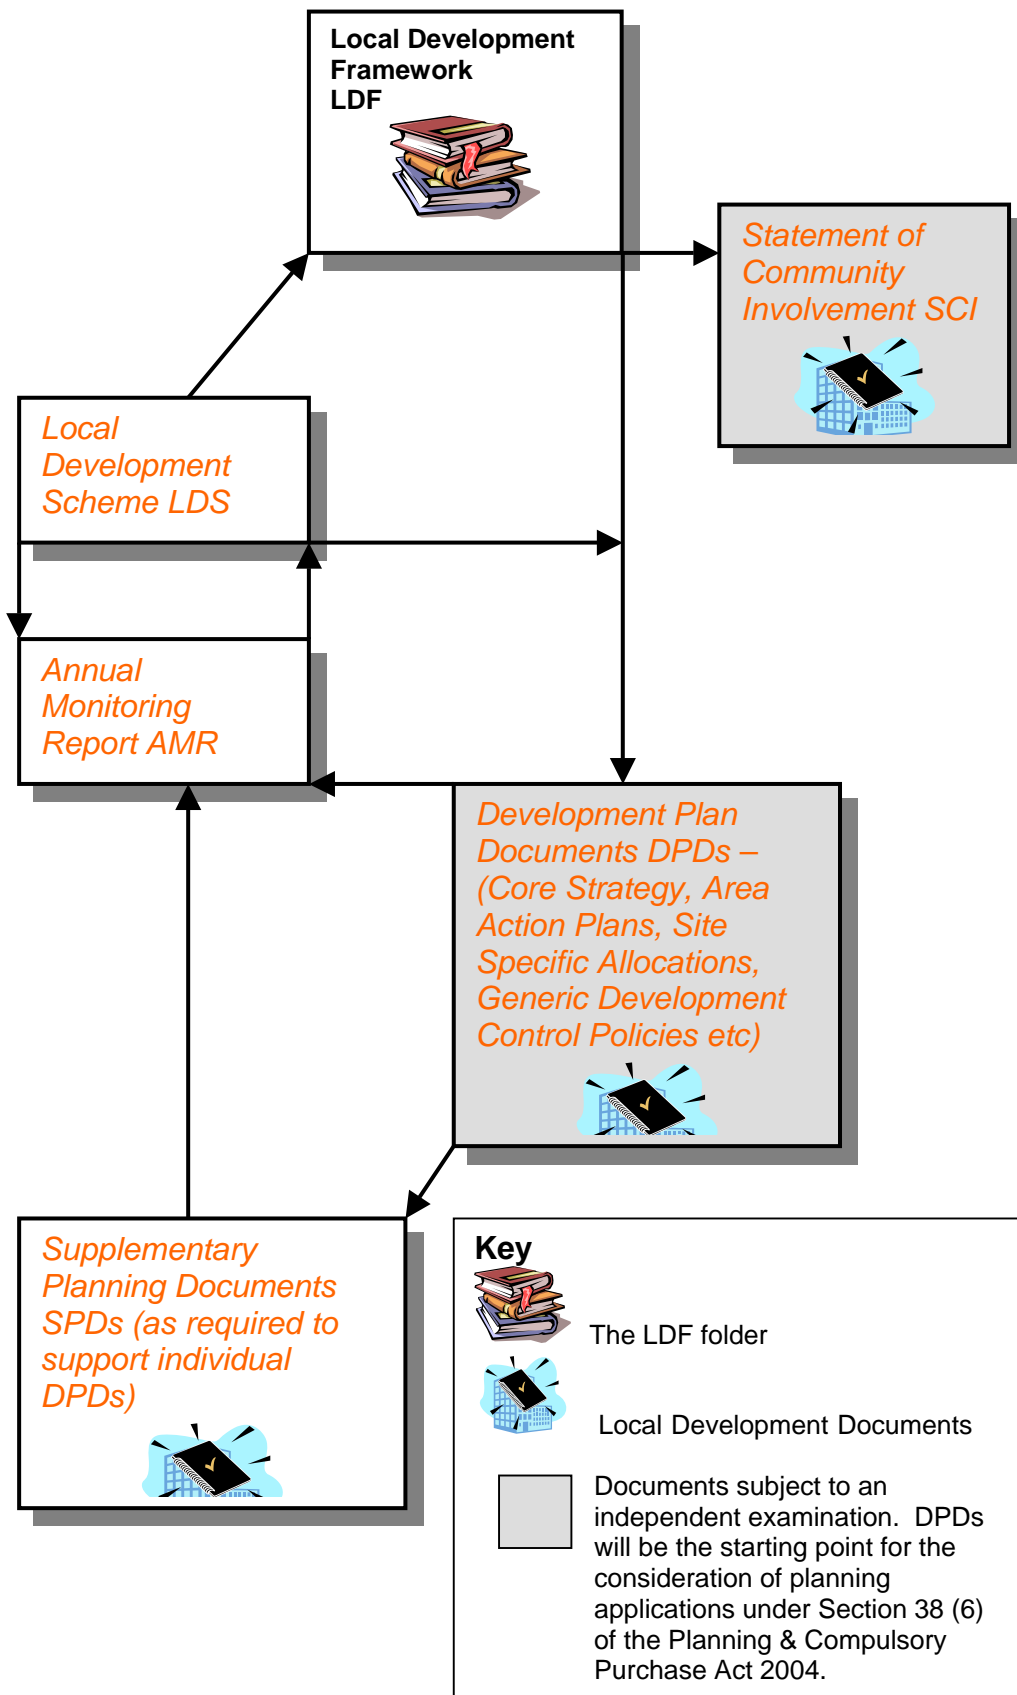 Local Development
Framework
LDF
Statement of
Community
Involvement SCI
Local
Development
Scheme LDS
Annual
Monitoring
Report AMR
Development Plan
Documents DPDs –
(Core Strategy, Area
Action Plans, Site
Specific Allocations,
Generic Development
Control Policies etc)
Supplementary
Planning Documents
SPDs (as required to
support individual
DPDs)
Key
The LDF folder
Local Development Documents
Documents subject to an
independent examination.  DPDs
will be the starting point for the
consideration of planning
applications under Section 38 (6)
of the Planning & Compulsory
Purchase Act 2004.